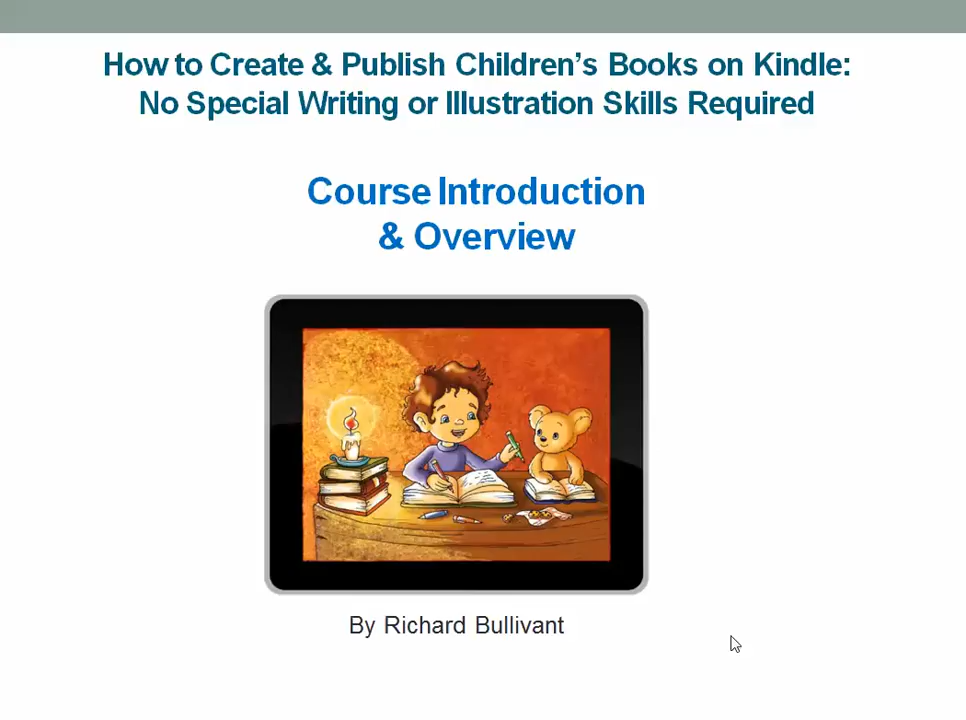 How to Create & Publish Children's Books on Kindle:
No Special Writing or Illustration Skills Required
Course Introduction
& Overview
By Richard Bullivant